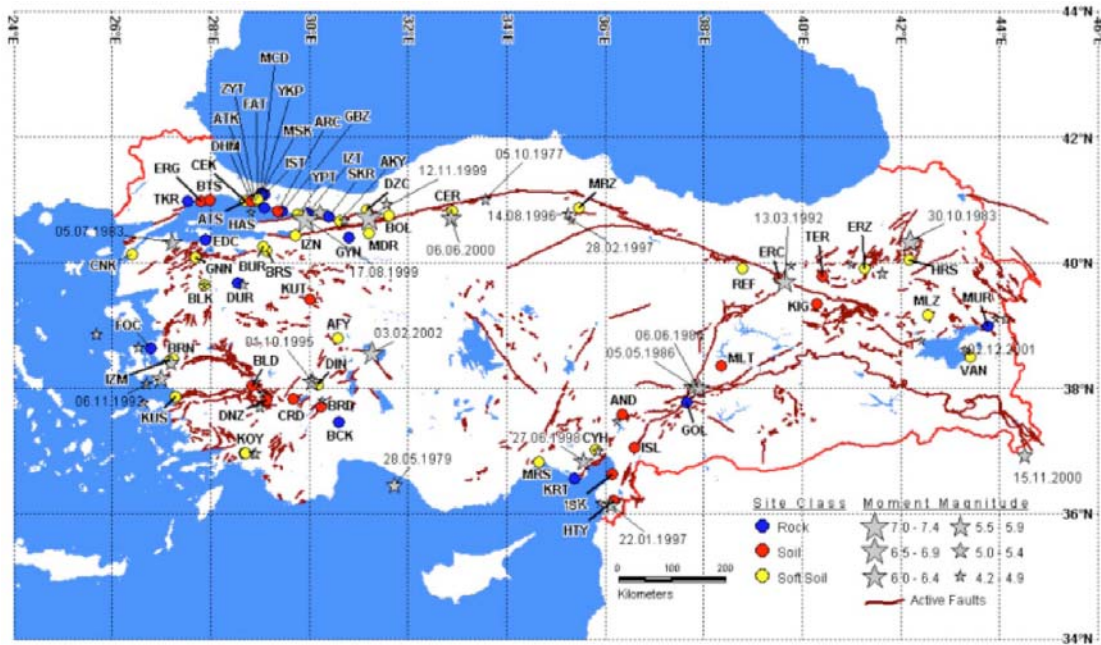 24°E 26°E 28°E 30°E 32°E 34°E 36°E 38°E 40°E 42°E 44°E 46°E
44°N
42°N
40°N
38°N
36°N
34°N
MCD
ZYT
FAT
YKP
ATK
ARC
GBZ
DHM
MSK
IST
IZT
ERG
CEK
YPT
SKR
AKY
BTS
DZC
12.11.1999
05.10.1977
TKR
ATS
HAS
CER
MRZ
05.07.1983
BOL
14.08.1996
13.03.1992
30.10.1983
EDC
IZN
MDR
06.06.2000
28.02.1997
TER
ERZ
CNK
GNN
BUR
BRS
GYN
17.08.1999
ERC
HRS
BLK
DUR
KUT
REF
KIG
MLZ
MUR
FOC
AFY
03.02.2002
06.06.1986
05.05.1986
BRN
01.10.1995
BLD
DIN
MLT
02.12.2001
IZM
VAN
06.11.1992
KUS
DNZ
CRD
BRD
AND
GOL
BCK
KOY
27.06.1998
CYH
ISL
28.05.1979
MRS
KRT
ISK
15.11.2000
HTY
22.01.1997
Site Class
Moment Magnitude
Rock
7.0 - 7.4
5.5 - 5.9
Soil
6.5 - 6.9
5.0 - 5.4
Soft Soil
6.0 - 6.4
4.2 - 4.9
Active Faults
0 100 200
Kilometers